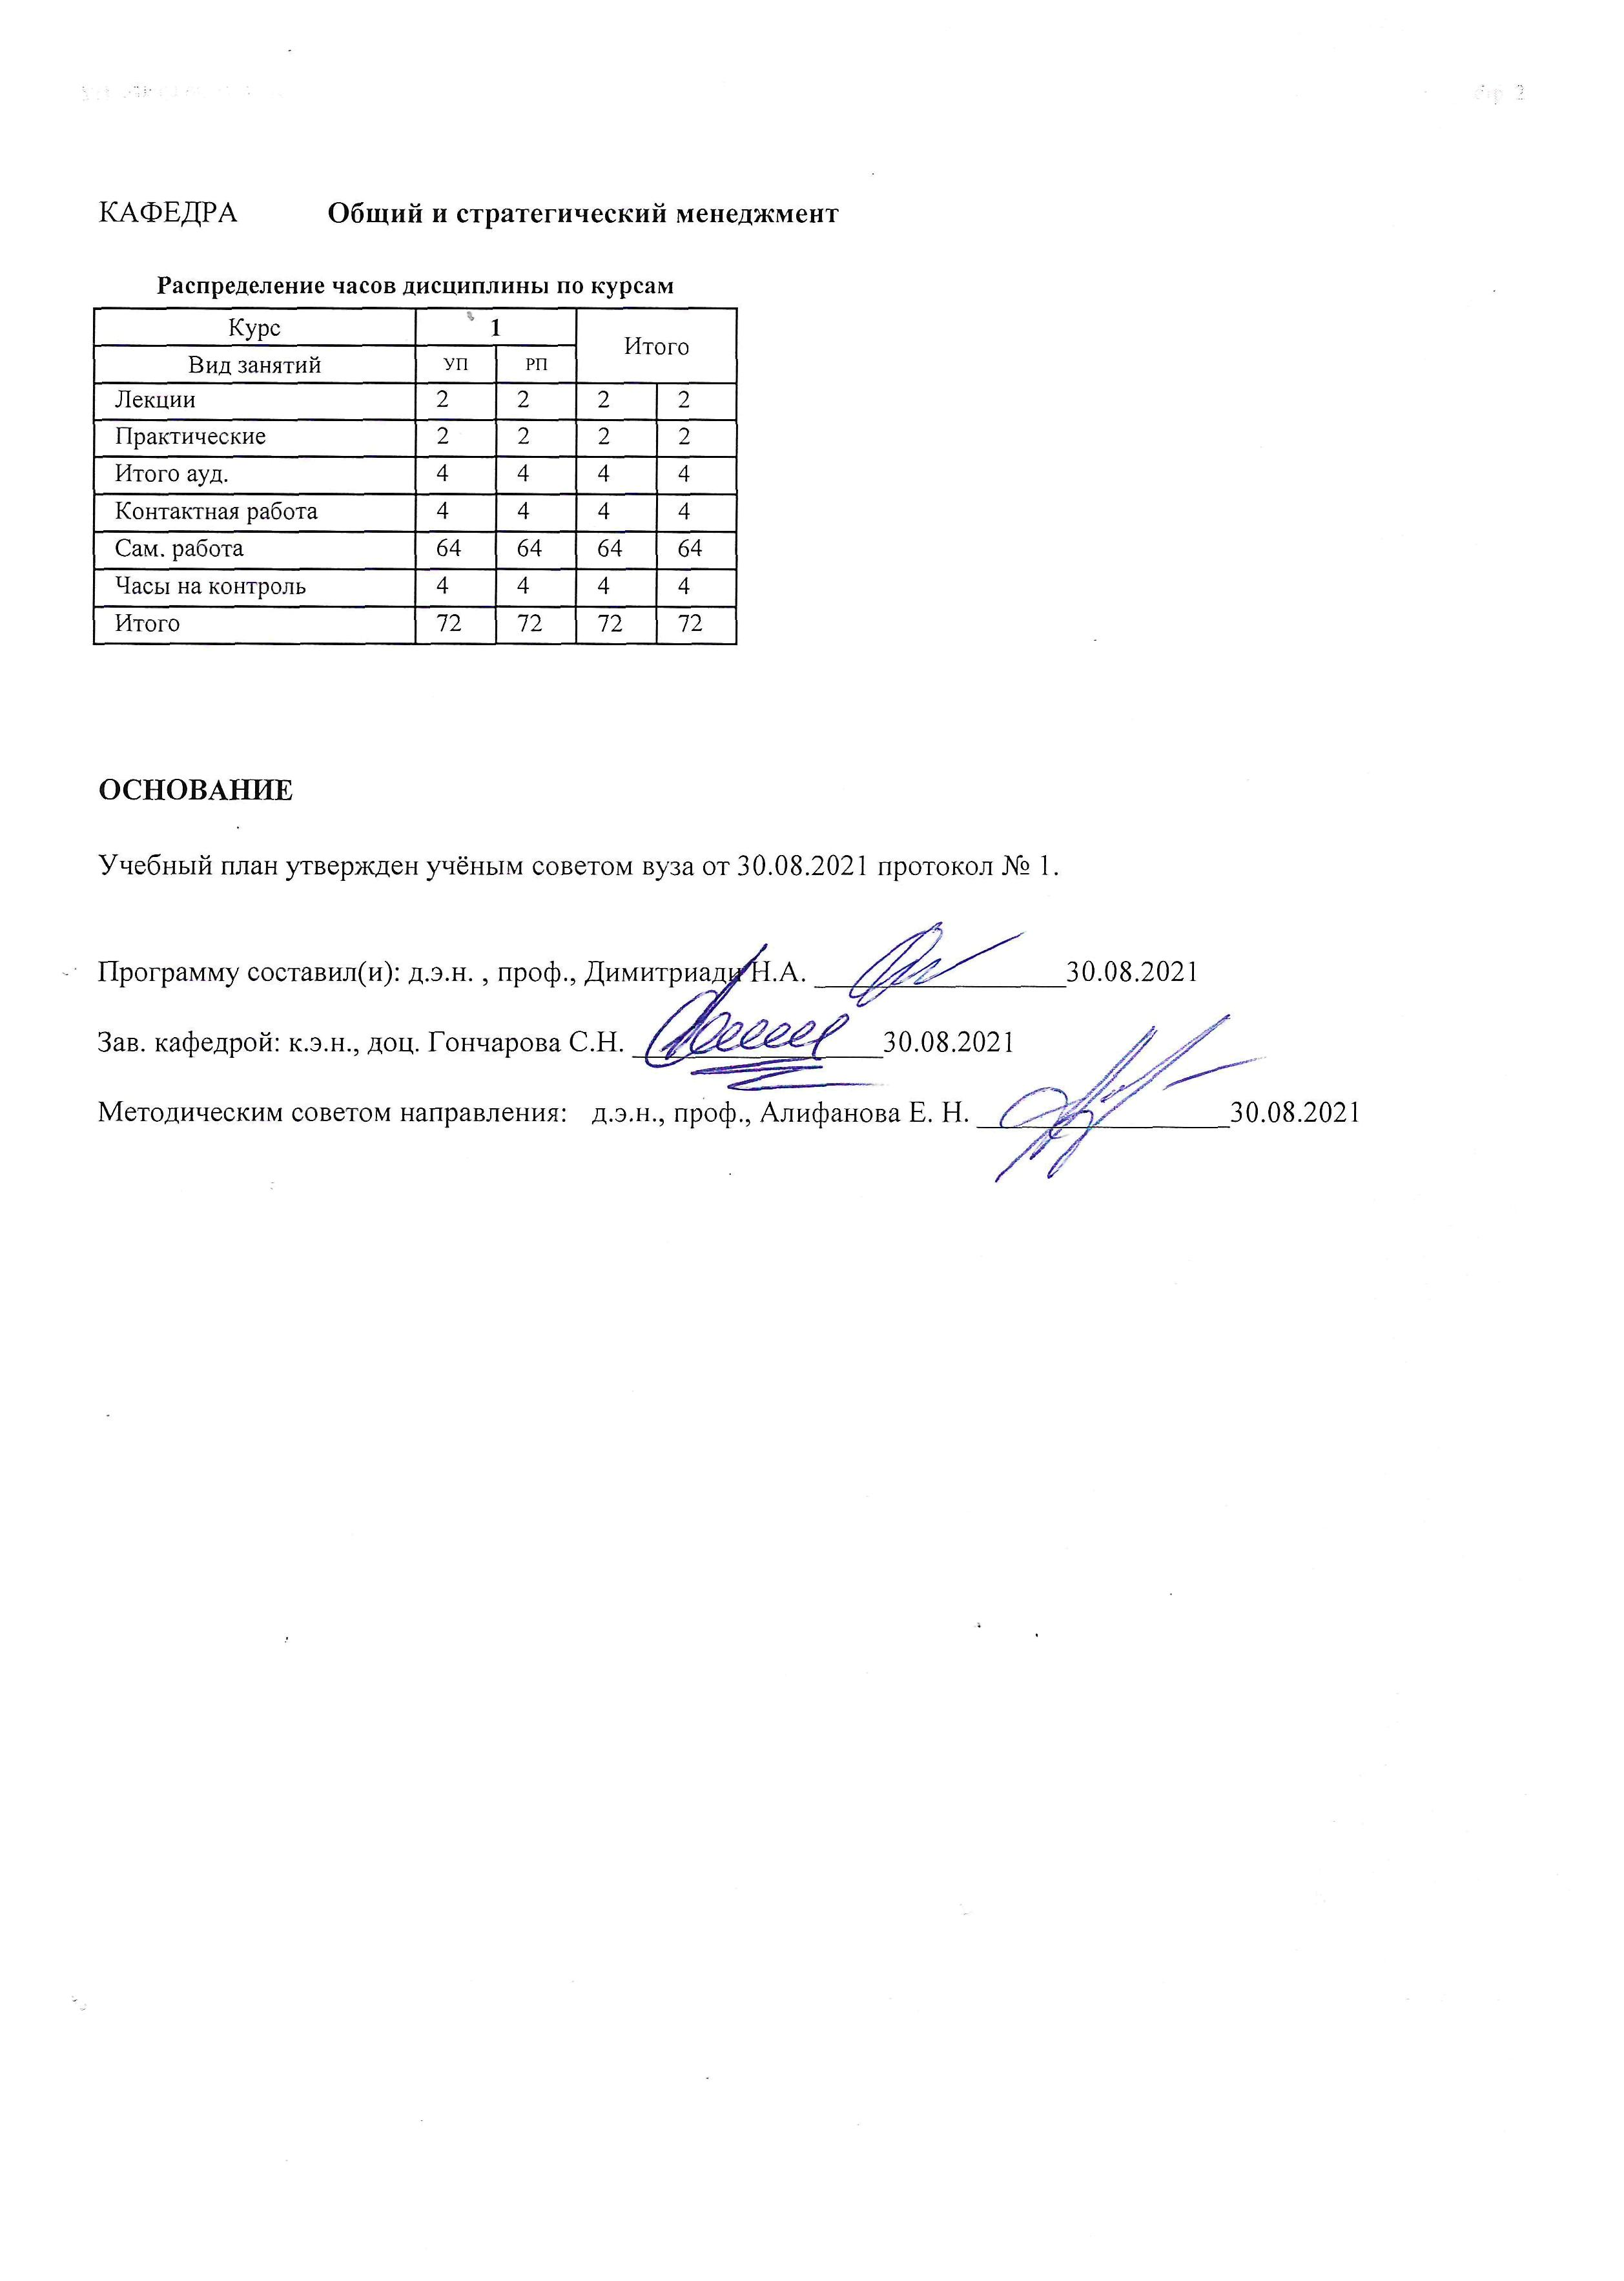 КАФЕДРА Общий и стратегический менеджмент
Распределение часов дисциплины по курсам
Курс 1 Итого
Вид занятий УП РП
Лекции 2 2 2 2
Практические 2 2 2 2
Итого ауд. 4 4 4 4
Контактная работа 4 4 4 4
Сам. работа 64 64 64 64
Часы на контроль 4 4 4 4
Итого 72 72 72 72
ОСНОВАНИЕ
Учебный план утвержден учёным советом вуза от 30.08.2021 протокол № 1.
Программу составил(и): д.э.н. , проф., Димитриади Н.А. 30.08.2021
Зав. кафедрой: к.э.н., доц. Гончарова С.Н. 30.08.2021
Методическим советом направления: д.э.н., проф., Алифанова Е. Н. 30.08.2021